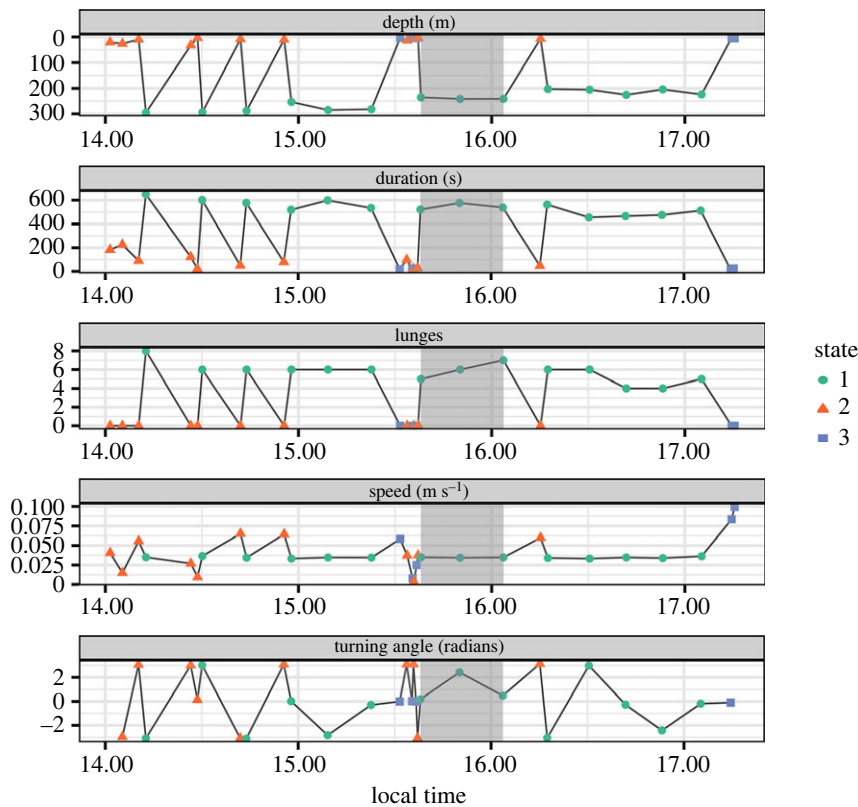 depth (m)
0
100
200
300
14.00 15.00 16.00 17.00
duration (s)
600
400
200
0
14.00 15.00 16.00 17.00
lunges
8
6
4
2
0
14.00 15.00 16.00 17.00
state
1
2
3
speed (m s⁻¹)
0.100
0.075
0.050
0.025
0
14.00 15.00 16.00 17.00
turning angle (radians)
2
0
−2
14.00 15.00 16.00 17.00
local time